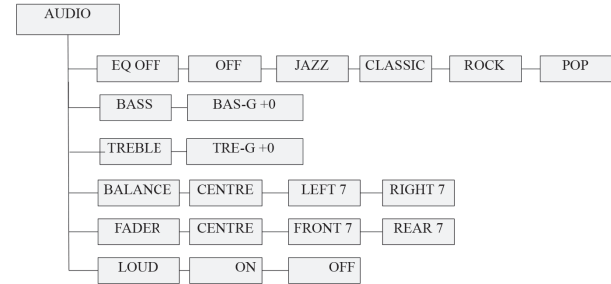 AUDIO
EQ OFF OFF JAZZ CLASSIC ROCK POP
BASS BAS-G +0
TREBLE TRE-G +0
BALANCE CENTRE LEFT 7 RIGHT 7
FADER CENTRE FRONT 7 REAR 7
LOUD ON OFF